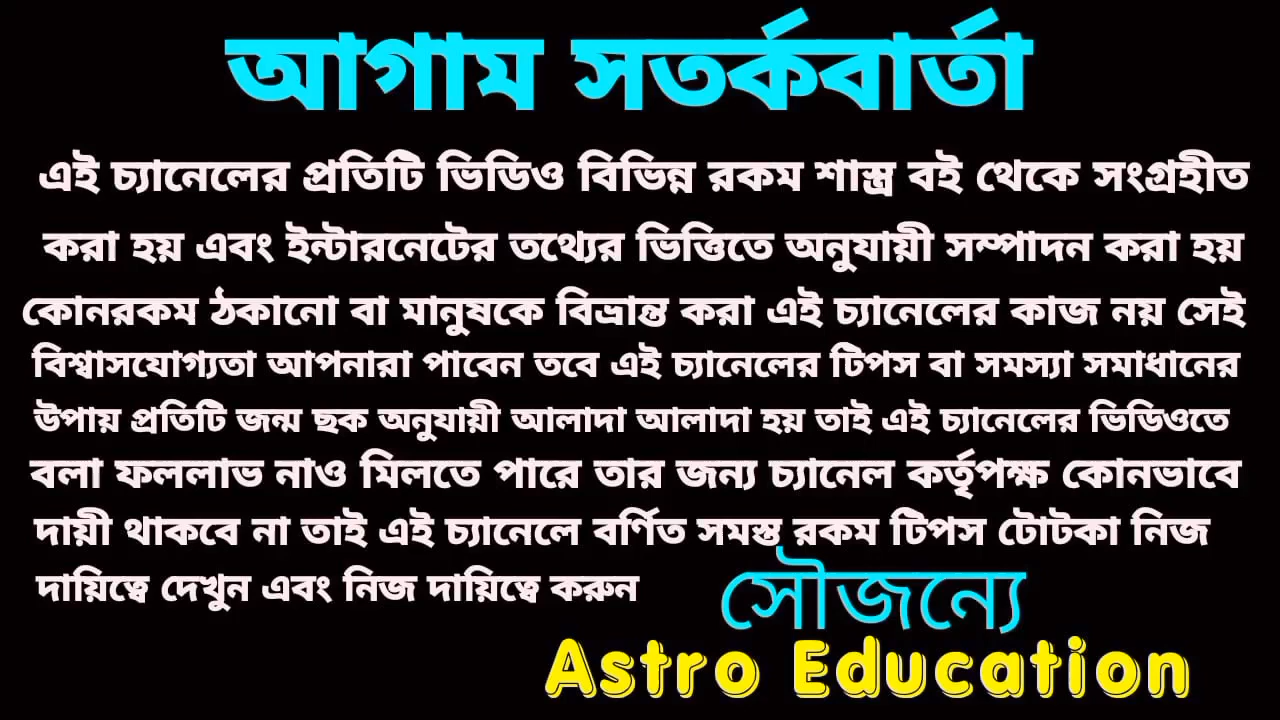 আগাম সতর্কবার্তা
এই চ্যানেলের প্রতিটি ভিডিও বিভিন্ন রকম শাস্ত্র বই থেকে সংগ্রহীত
করা হয় এবং ইন্টারনেটের তথ্যের ভিত্তিতে অনুযায়ী সম্পাদন করা হয়
কোনরকম ঠকানো বা মানুষকে বিভ্রান্ত করা এই চ্যানেলের কাজ নয় সেই
বিশ্বাসযোগ্যতা আপনারা পাবেন তবে এই চ্যানেলের টিপস বা সমস্যা সমাধানের
উপায় প্রতিটি জন্ম ছক অনুযায়ী আলাদা আলাদা হয় তাই এই চ্যানেলের ভিডিওতে
বলা ফললাভ নাও মিলতে পারে তার জন্য চ্যানেল কর্তৃপক্ষ কোনভাবে
দায়ী থাকবে না তাই এই চ্যানেলে বর্ণিত সমস্ত রকম টিপস টোটকা নিজ
দায়িত্বে দেখুন এবং নিজ দায়িত্বে করুন
সৌজন্যে
Astro Education